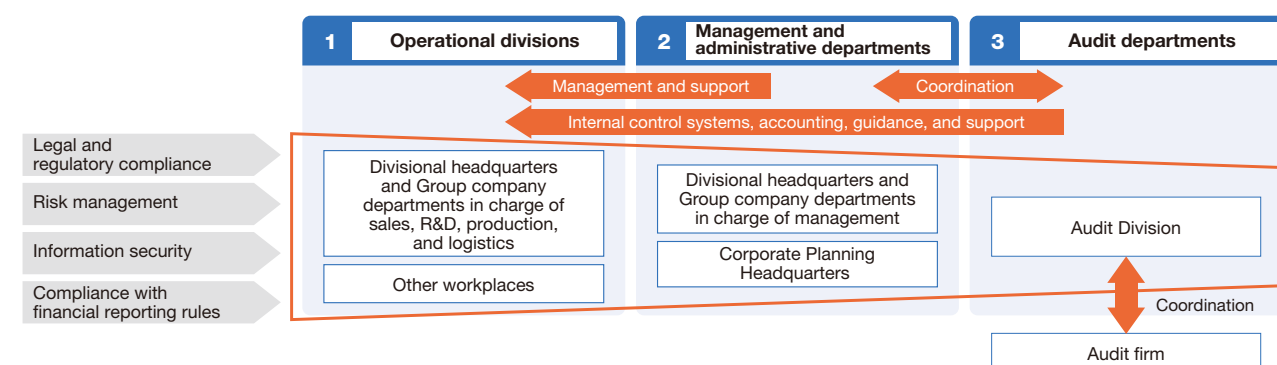 1
Operational divisions
2
Management and
administrative departments
3
Audit departments
Management and support
Coordination
Internal control systems, accounting, guidance, and support
Legal and
regulatory compliance
Risk management
Information security
Compliance with
financial reporting rules
Divisional headquarters
and Group company
departments in charge of
sales, R&D, production,
and logistics
Other workplaces
Divisional headquarters and
Group company departments
in charge of management
Corporate Planning
Headquarters
Audit Division
Coordination
Audit firm